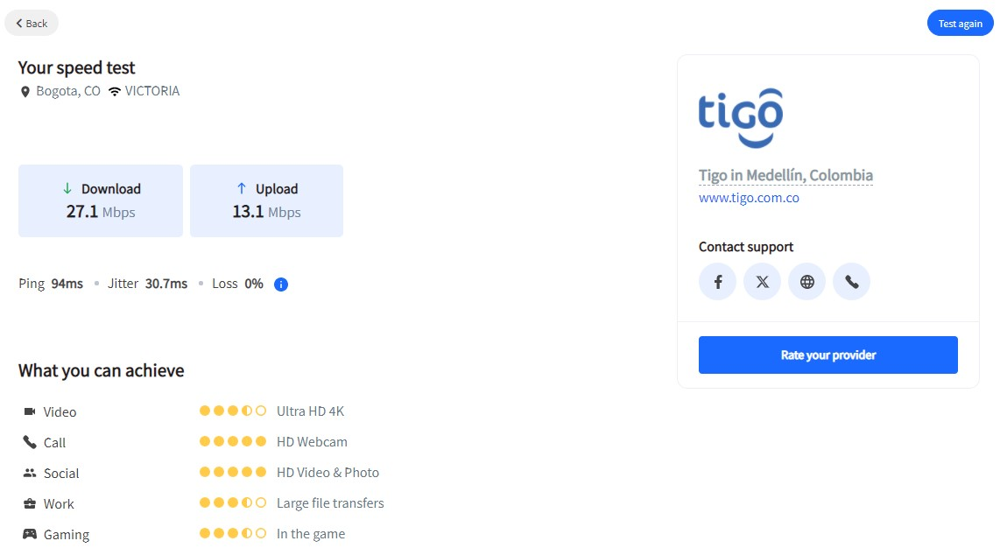 Back
Test again
Your speed test
Bogota, CO VICTORIA
Download
27.1 Mbps
Upload
13.1 Mbps
Ping 94ms • Jitter 30.7ms • Loss 0%
What you can achieve
Video Ultra HD 4K
Call HD Webcam
Social HD Video & Photo
Work Large file transfers
Gaming In the game
tigo
Tigo in Medellín, Colombia
www.tigo.com.co
Contact support
Rate your provider